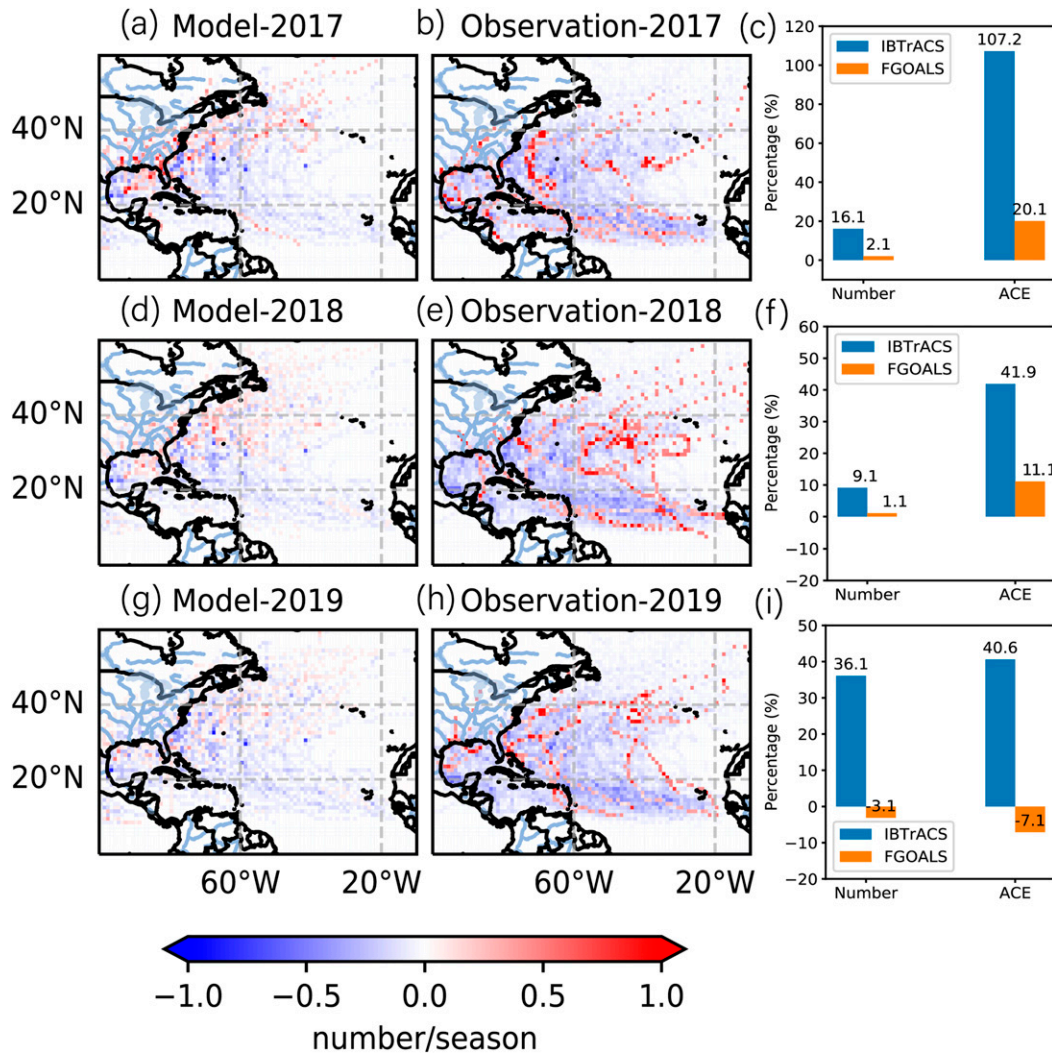 (a) Model-2017
b) Observation-2017
(c)
40°N
20°N
120
100
80
60
40
20
0
Percentage (%)
IBTrACS
FGOALS
107.2
16.1
2.1
20.1
Number
ACE
(d) Model-2018
(e) Observation-2018
(f)
40°N
20°N
60
50
40
30
20
10
0
−10
−20
Percentage (%)
IBTrACS
FGOALS
41.9
9.1
1.1
11.1
Number
ACE
(g) Model-2019
(h) Observation-2019
(i)
40°N
20°N
60°W
20°W
60°W
20°W
50
40
30
20
10
0
−10
−20
Percentage (%)
36.1
40.6
-3.1
-7.1
IBTrACS
FGOALS
Number
ACE
−1.0
−0.5
0.0
0.5
1.0
number/season